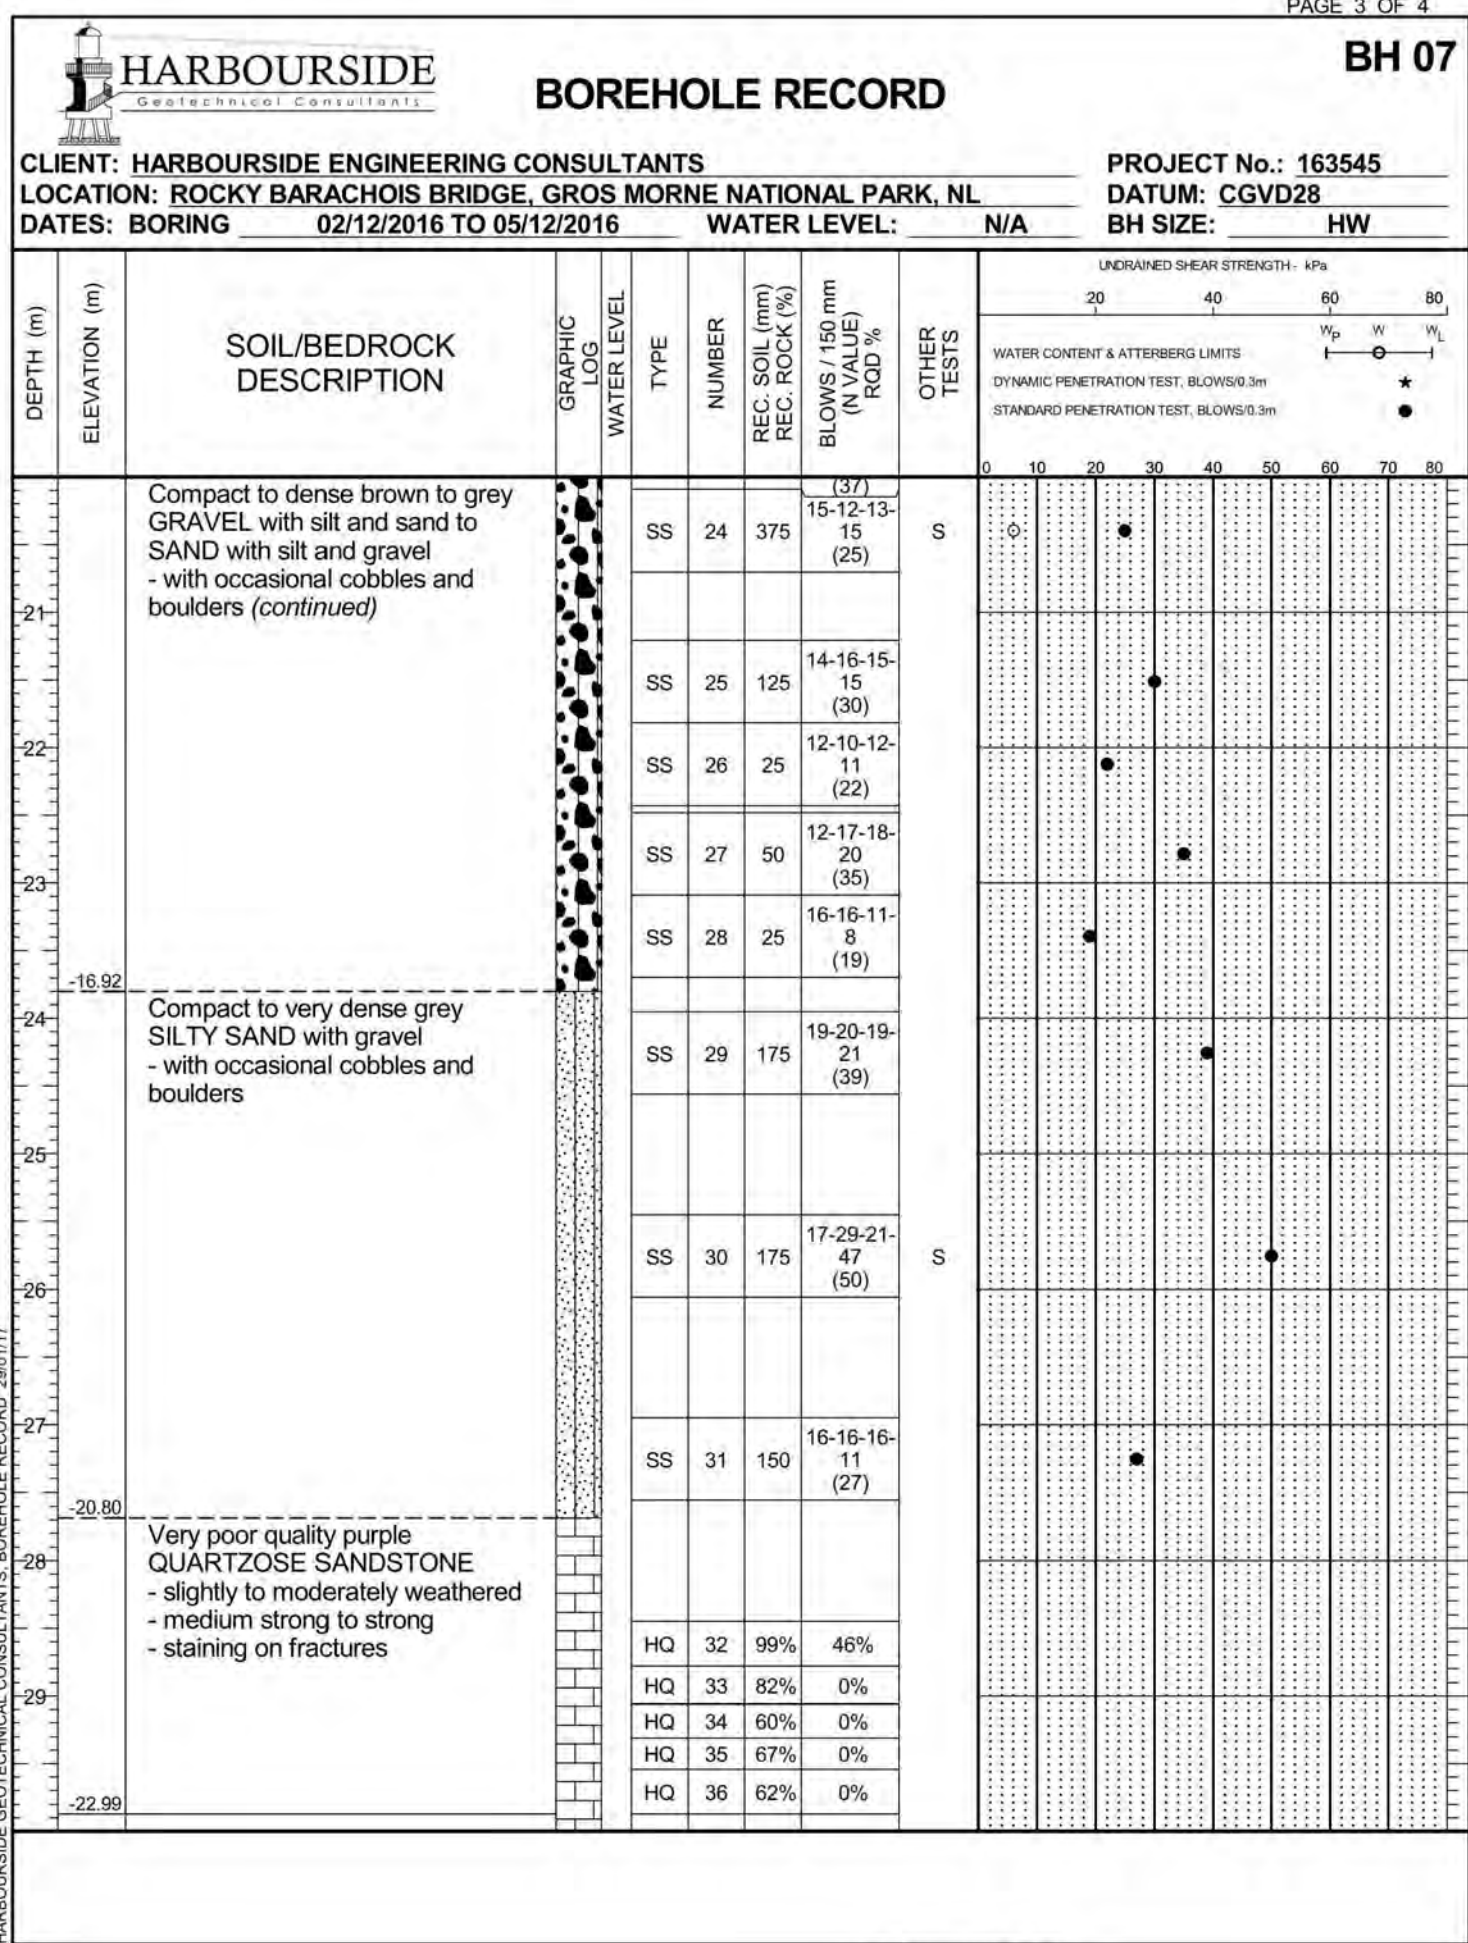 PAGE 3 OF 4
HARBOURSIDE
Geotechnical Consultants
BOREHOLE RECORD
BH 07
CLIENT: HARBOURSIDE ENGINEERING CONSULTANTS
PROJECT No.: 163545
LOCATION: ROCKY BARACHOIS BRIDGE, GROS MORNE NATIONAL PARK, NL
DATUM: CGVD28
DATES: BORING 02/12/2016 TO 05/12/2016 WATER LEVEL: N/A
BH SIZE: HW
DEPTH (m)
ELEVATION (m)
SOIL/BEDROCK
DESCRIPTION
GRAPHIC
LOG
WATER LEVEL
TYPE
NUMBER
REC. SOIL (mm)
REC. ROCK (%)
BLOWS / 150 mm
(N VALUE)
RQD %
OTHER
TESTS
UNDRAINED SHEAR STRENGTH - kPa
20 40 60 80
WP W WL
WATER CONTENT & ATTERBERG LIMITS
DYNAMIC PENETRATION TEST, BLOWS/0.3m ★
STANDARD PENETRATION TEST, BLOWS/0.3m ●
0 10 20 30 40 50 60 70 80
Compact to dense brown to grey
GRAVEL with silt and sand to
SAND with silt and gravel
- with occasional cobbles and
boulders (continued)
(37)
SS 24 375 15-12-13-
15
(25)
S
21
SS 25 125 14-16-15-
15
(30)
22
SS 26 25 12-10-12-
11
(22)
SS 27 50 12-17-18-
20
(35)
23
SS 28 25 16-16-11-
8
(19)
-16.92
Compact to very dense grey
SILTY SAND with gravel
- with occasional cobbles and
boulders
24
SS 29 175 19-20-19-
21
(39)
25
SS 30 175 17-29-21-
47
(50)
S
26
27
SS 31 150 16-16-16-
11
(27)
-20.80
Very poor quality purple
QUARTZOSE SANDSTONE
- slightly to moderately weathered
- medium strong to strong
- staining on fractures
28
HQ 32 99% 46%
HQ 33 82% 0%
29
HQ 34 60% 0%
HQ 35 67% 0%
HQ 36 62% 0%
-22.99
HARBOURSIDE GEOTECHNICAL CONSULTANTS, BOREHOLE RECORD 29/01/17